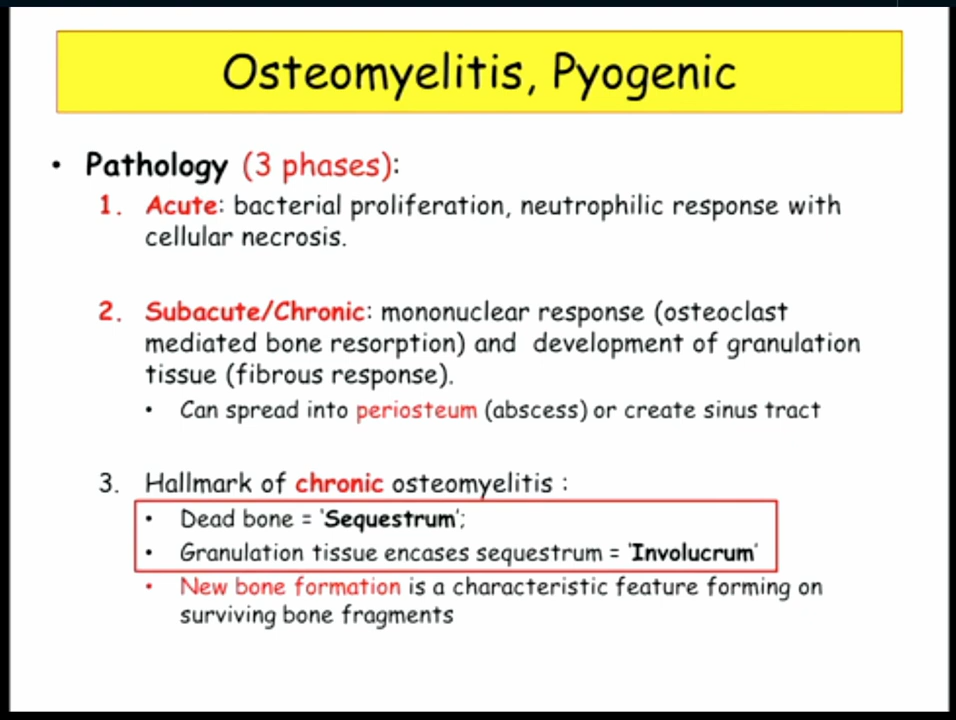 Osteomyelitis, Pyogenic
• Pathology (3 phases):
1. Acute: bacterial proliferation, neutrophilic response with
cellular necrosis.
2. Subacute/Chronic: mononuclear response (osteoclast
mediated bone resorption) and development of granulation
tissue (fibrous response).
• Can spread into periosteum (abscess) or create sinus tract
3. Hallmark of chronic osteomyelitis :
• Dead bone = 'Sequestrum';
• Granulation tissue encases sequestrum = 'Involucrum'
• New bone formation is a characteristic feature forming on
surviving bone fragments